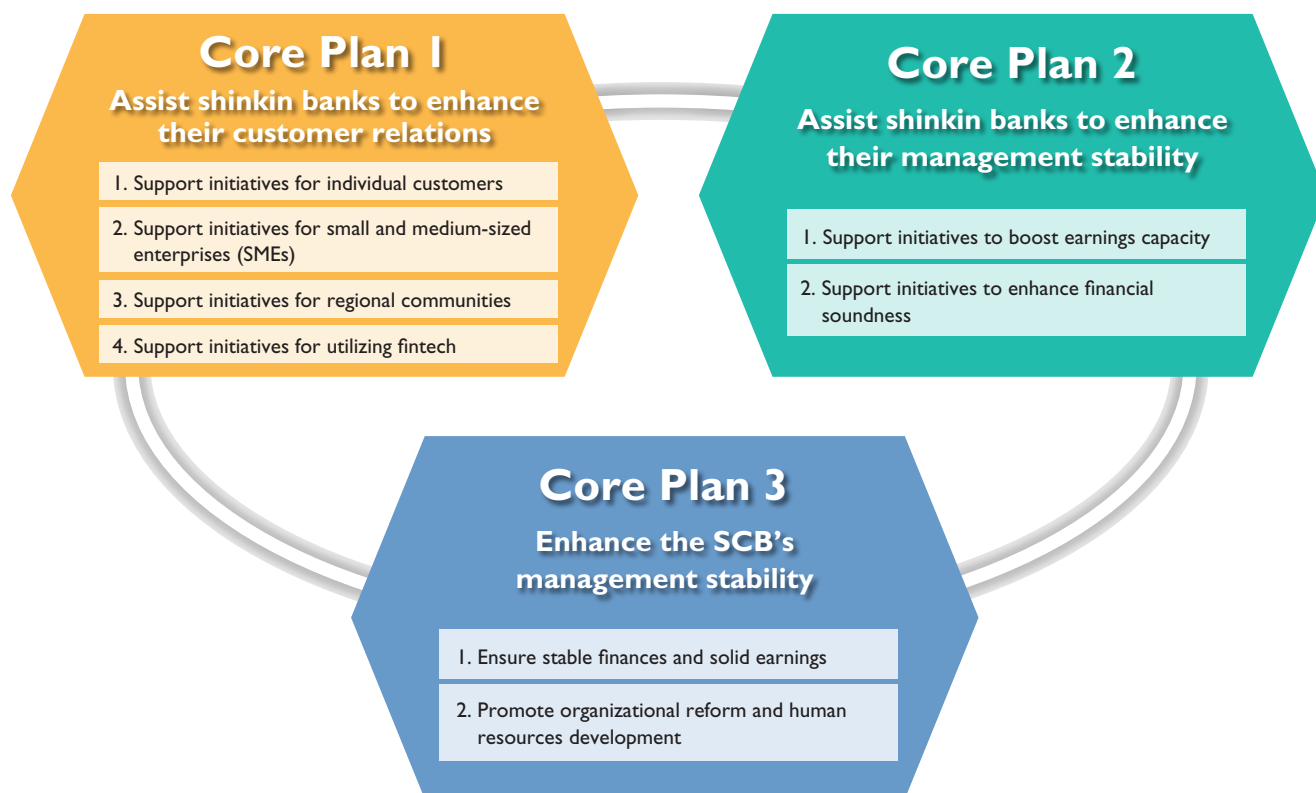 Core Plan 1
Assist shinkin banks to enhance
their customer relations
1. Support initiatives for individual customers
2. Support initiatives for small and medium-sized
enterprises (SMEs)
3. Support initiatives for regional communities
4. Support initiatives for utilizing fintech
Core Plan 2
Assist shinkin banks to enhance
their management stability
1. Support initiatives to boost earnings capacity
2. Support initiatives to enhance financial
soundness
Core Plan 3
Enhance the SCB's
management stability
1. Ensure stable finances and solid earnings
2. Promote organizational reform and human
resources development